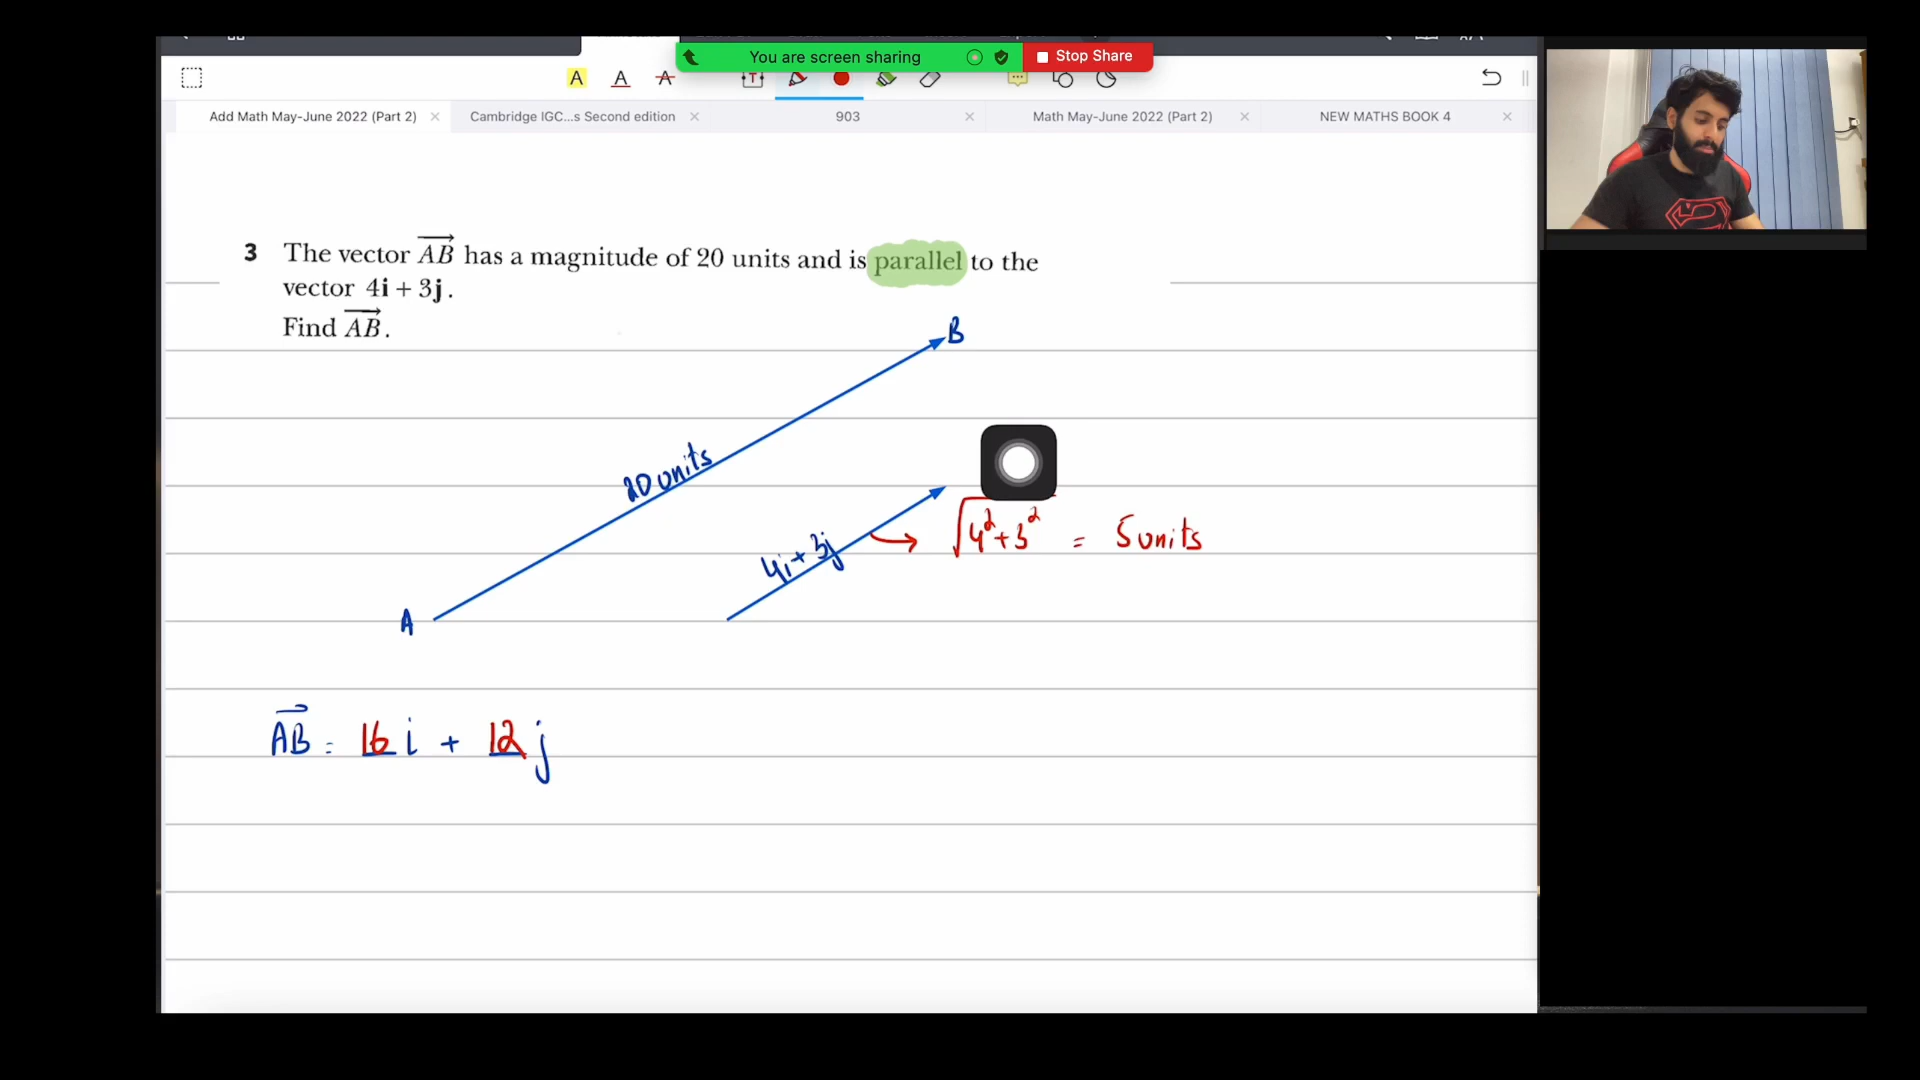 You are screen sharing
Stop Share
A A A T
Add Math May-June 2022 (Part 2)
Cambridge IGC...s Second edition
903
Math May-June 2022 (Part 2)
NEW MATHS BOOK 4
3 The vector AB has a magnitude of 20 units and is parallel to the
vector 4i + 3j.
Find AB.
B
20 units
√4²+3² = 5 units
4i + 3j
A
AB = 16 i + 12 j